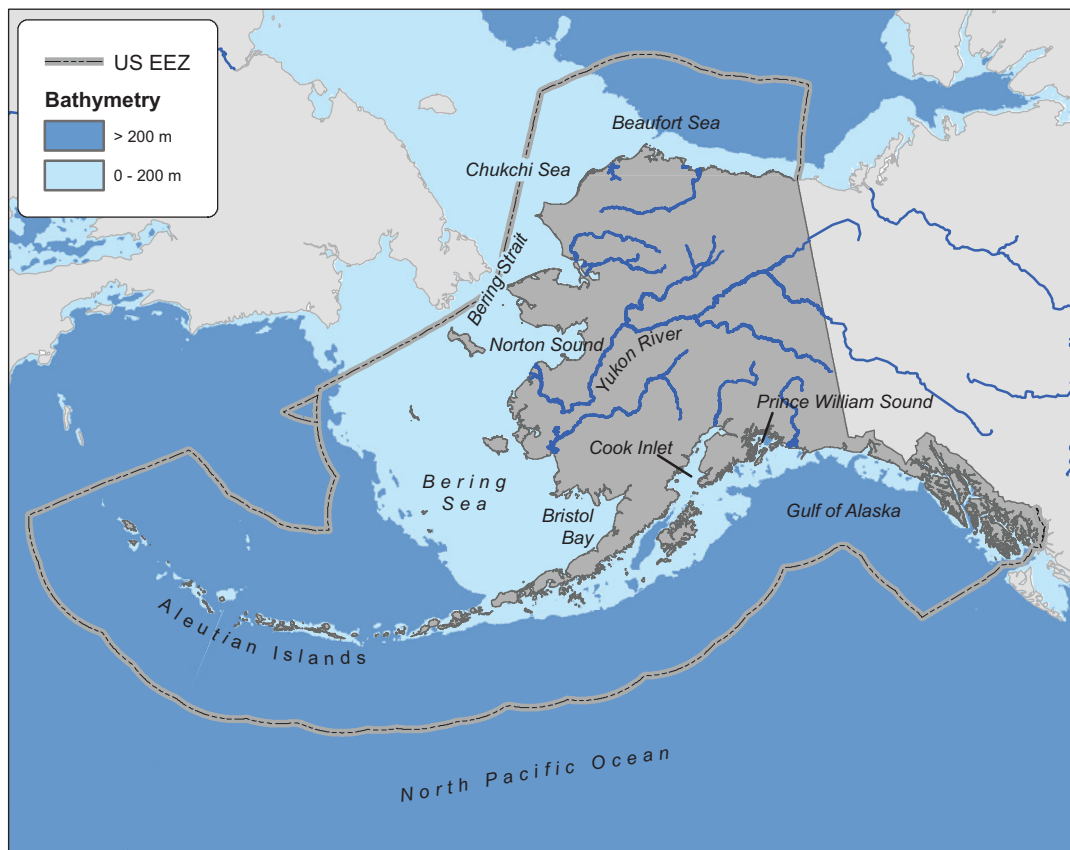 US EEZ
Bathymetry
> 200 m
0 - 200 m
Beaufort Sea
Chukchi Sea
Bering Strait
Norton Sound
Yukon River
Prince William Sound
Cook Inlet
Bering
Sea
Bristol
Bay
Gulf of Alaska
Aleutian Islands
North Pacific Ocean